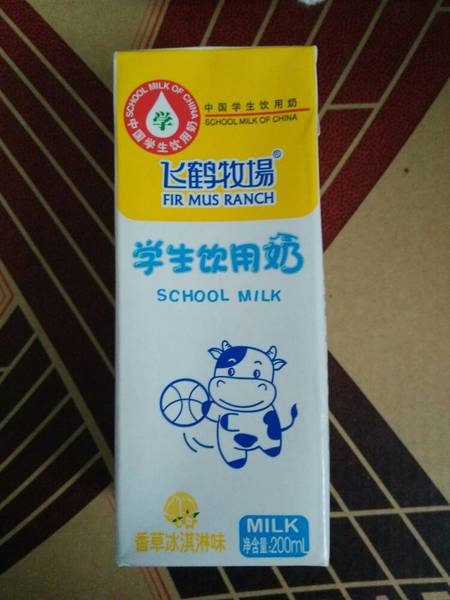 SCHOOL MILK OF CHINA
学
中国学生饮用奶
中国学生饮用奶
SCHOOL MILK OF CHINA
飞鹤牧場®
FIR MUS RANCH
学生饮用奶
SCHOOL MILK
香草冰淇淋味
MILK
净含量:200mL